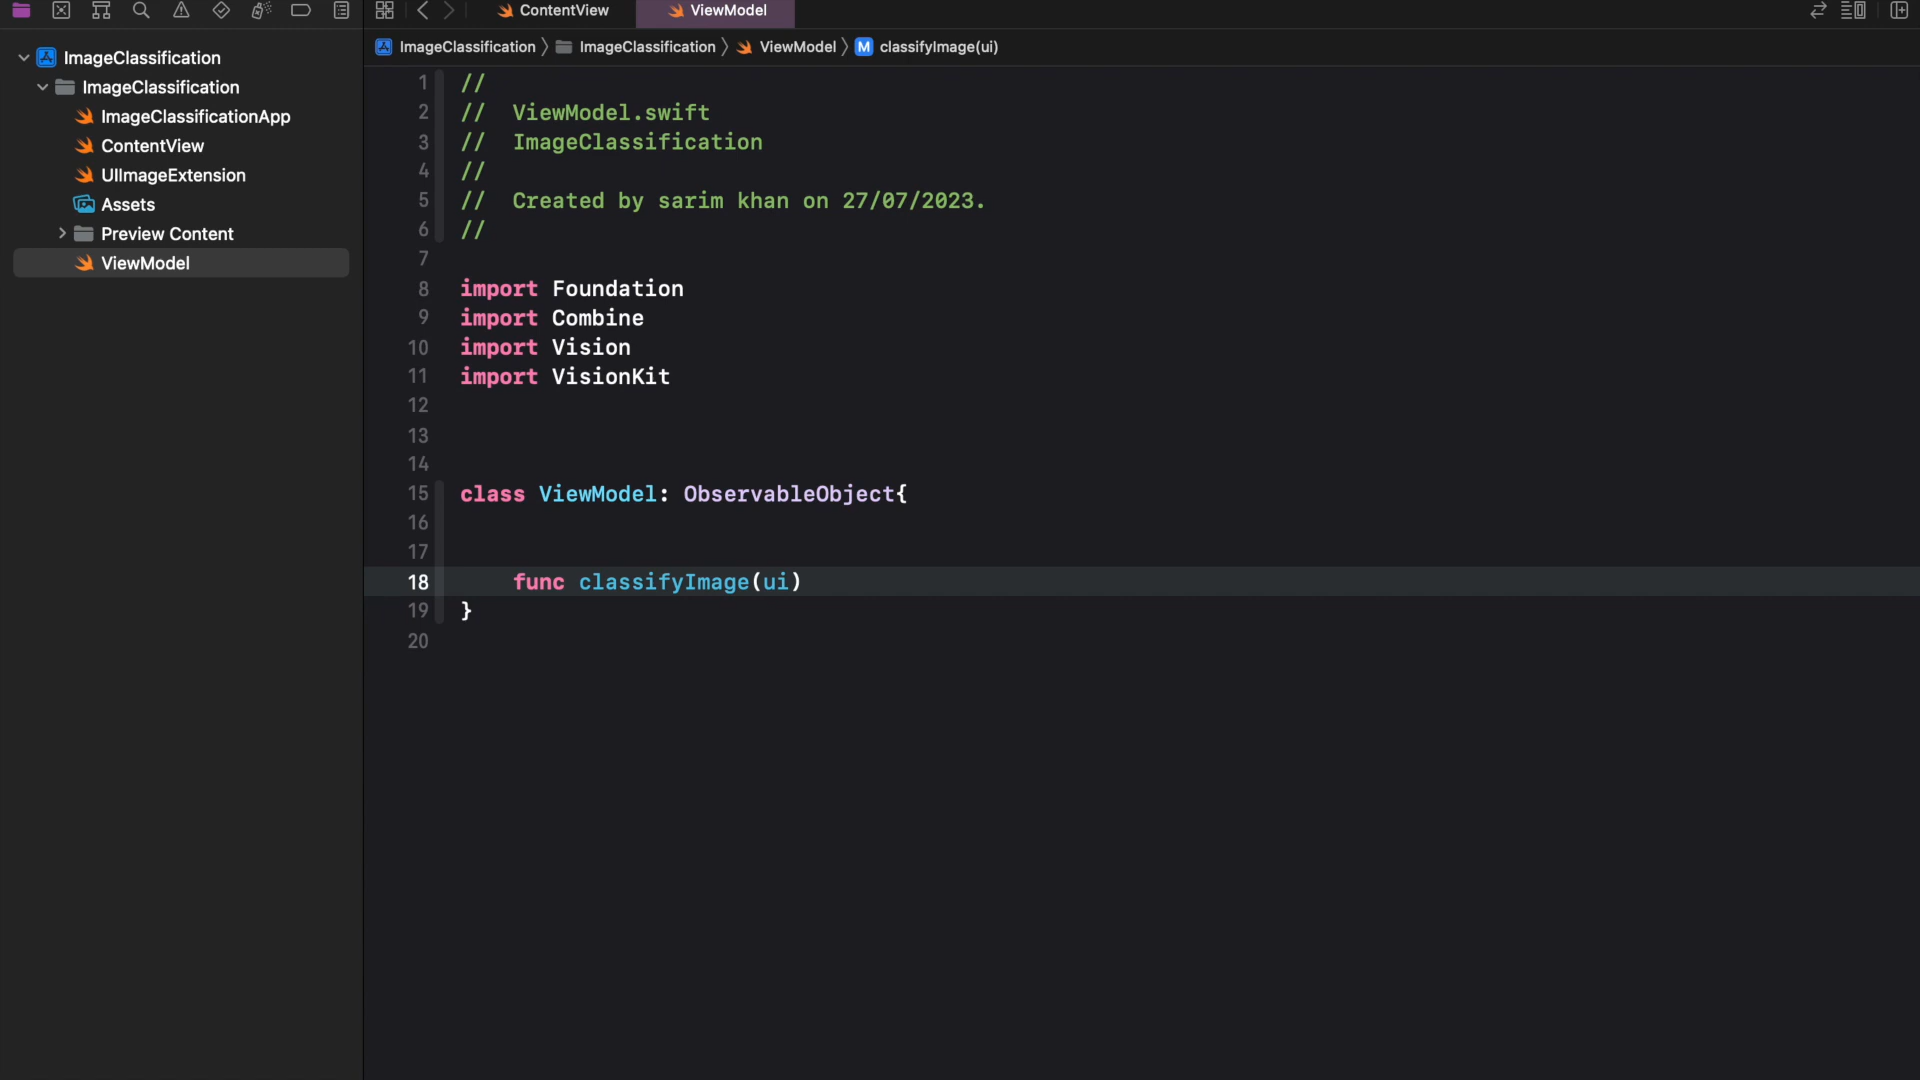 ContentView
ViewModel
ImageClassification
ImageClassification
ImageClassificationApp
ContentView
UIImageExtension
Assets
Preview Content
ViewModel
ImageClassification 〉 ImageClassification 〉 ViewModel 〉 M classifyImage(ui)
1 //
2 //  ViewModel.swift
3 //  ImageClassification
4 //
5 //  Created by sarim khan on 27/07/2023.
6 //
7
8 import Foundation
9 import Combine
10 import Vision
11 import VisionKit
12
13
14
15 class ViewModel: ObservableObject{
16
17
18     func classifyImage(ui)
19 }
20